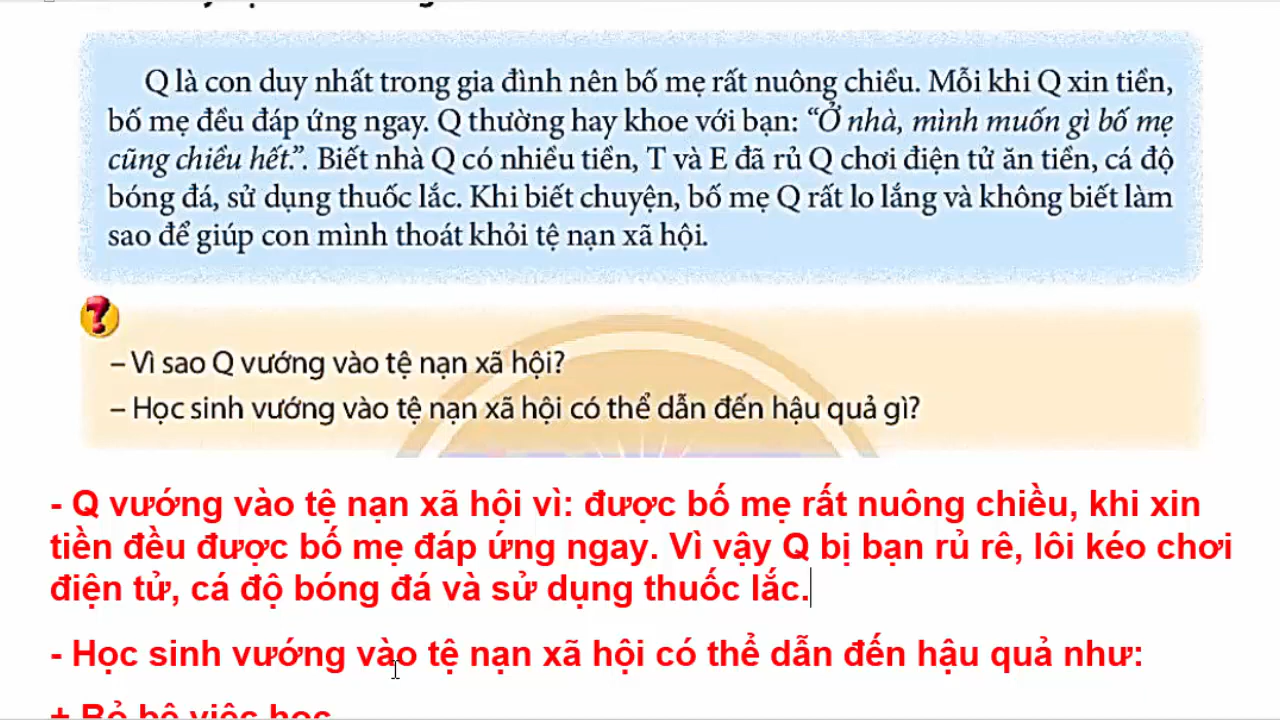 Q là con duy nhất trong gia đình nên bố mẹ rất nuông chiều. Mỗi khi Q xin tiền,
bố mẹ đều đáp ứng ngay. Q thường hay khoe với bạn: “Ở nhà, mình muốn gì bố mẹ
cũng chiều hết.”. Biết nhà Q có nhiều tiền, T và E đã rủ Q chơi điện tử ăn tiền, cá độ
bóng đá, sử dụng thuốc lắc. Khi biết chuyện, bố mẹ Q rất lo lắng và không biết làm
sao để giúp con mình thoát khỏi tệ nạn xã hội.
?
– Vì sao Q vướng vào tệ nạn xã hội?
– Học sinh vướng vào tệ nạn xã hội có thể dẫn đến hậu quả gì?
- Q vướng vào tệ nạn xã hội vì: được bố mẹ rất nuông chiều, khi xin
tiền đều được bố mẹ đáp ứng ngay. Vì vậy Q bị bạn rủ rê, lôi kéo chơi
điện tử, cá độ bóng đá và sử dụng thuốc lắc.
- Học sinh vướng vào tệ nạn xã hội có thể dẫn đến hậu quả như:
+ Bỏ bê việc học